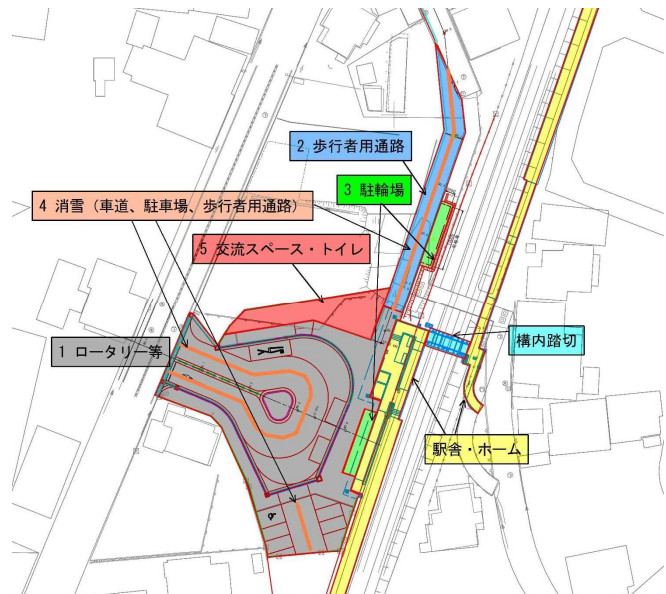 2 歩行者用通路
3 駐輪場
4 消雪（車道、駐車場、歩行者用通路）
5 交流スペース・トイレ
構内踏切
1 ロータリー等
駅舎・ホーム